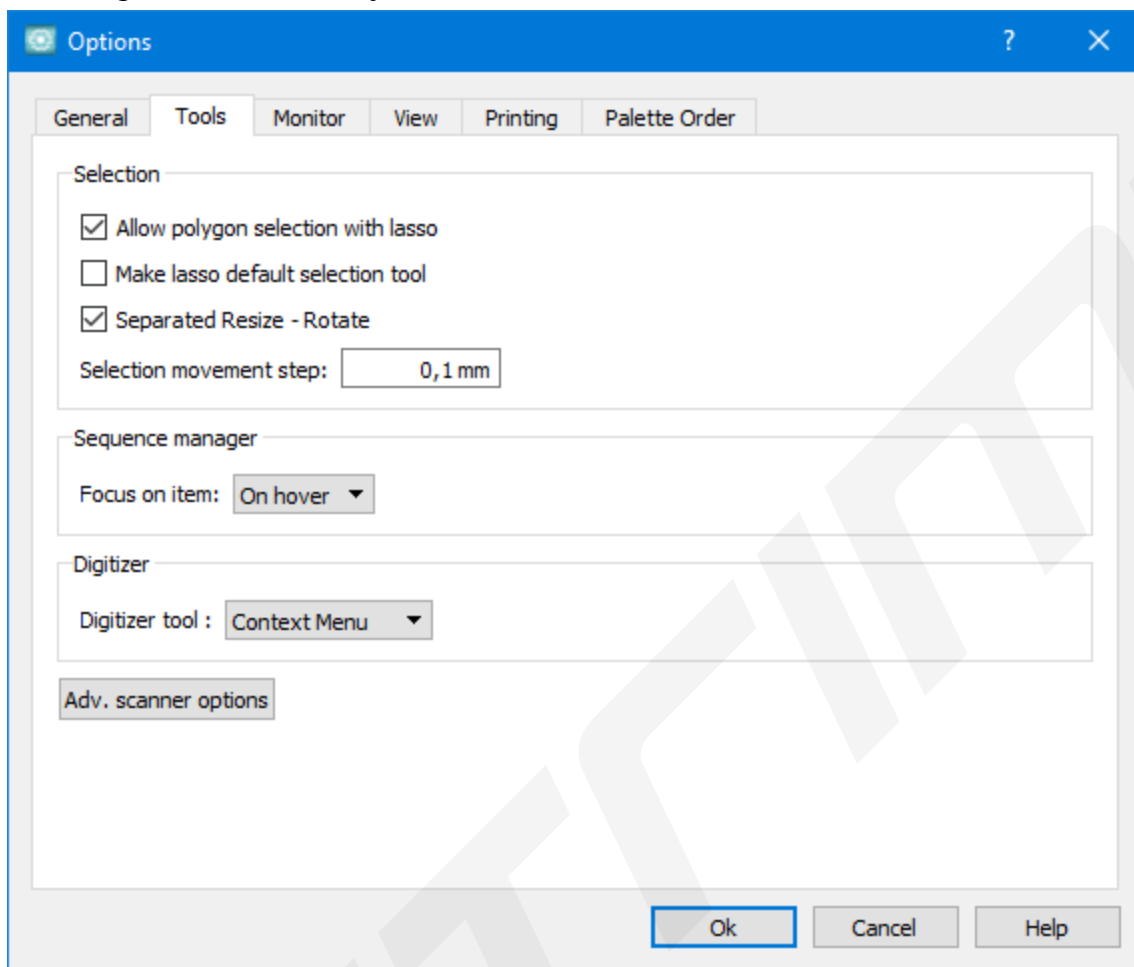 Options ?
General Tools Monitor View Printing Palette Order
Selection
Allow polygon selection with lasso
Make lasso default selection tool
Separated Resize - Rotate
Selection movement step: 0,1 mm
Sequence manager
Focus on item: On hover
Digitizer
Digitizer tool : Context Menu
Adv. scanner options
Ok Cancel Help